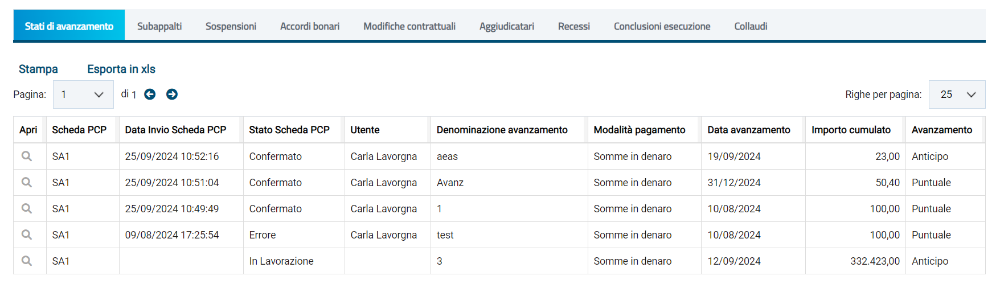 Stati di avanzamento Subappalti Sospensioni Accordi bonari Modifiche contrattuali Aggiudicatari Recessi Conclusioni esecuzione Collaudi
Stampa Esporta in xls
Pagina: 1 di 1 Righe per pagina: 25
Apri Scheda PCP Data Invio Scheda PCP Stato Scheda PCP Utente Denominazione avanzamento Modalità pagamento Data avanzamento Importo cumulato Avanzamento
SA1 25/09/2024 10:52:16 Confermato Carla Lavorgna aeas Somme in denaro 19/09/2024 23,00 Anticipo
SA1 25/09/2024 10:51:04 Confermato Carla Lavorgna Avanz Somme in denaro 31/12/2024 50,40 Puntuale
SA1 25/09/2024 10:49:49 Confermato Carla Lavorgna 1 Somme in denaro 10/08/2024 100,00 Puntuale
SA1 09/08/2024 17:25:54 Errore Carla Lavorgna test Somme in denaro 10/08/2024 100,00 Puntuale
SA1 In Lavorazione 3 Somme in denaro 12/09/2024 332.423,00 Anticipo